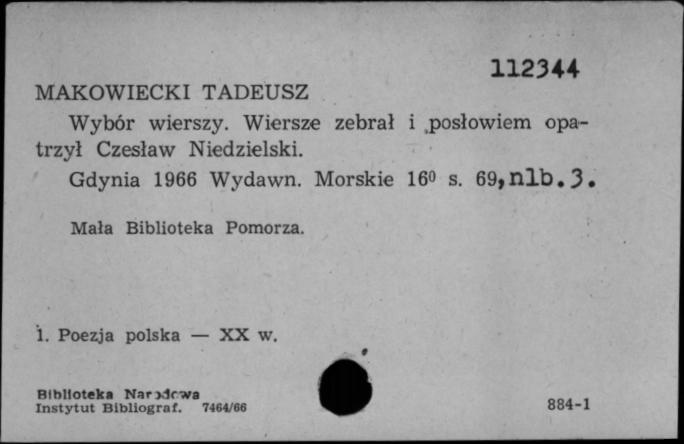 112344
MAKOWIECKI TADEUSZ
Wybór wierszy. Wiersze zebrał i posłowiem opa-
trzył Czesław Niedzielski.
Gdynia 1966 Wydawn. Morskie 16⁰ s. 69, nlb. 3.
Mała Biblioteka Pomorza.
1. Poezja polska — XX w.
Biblioteka Narodowa
Instytut Bibliograf. 7464/66
884-1